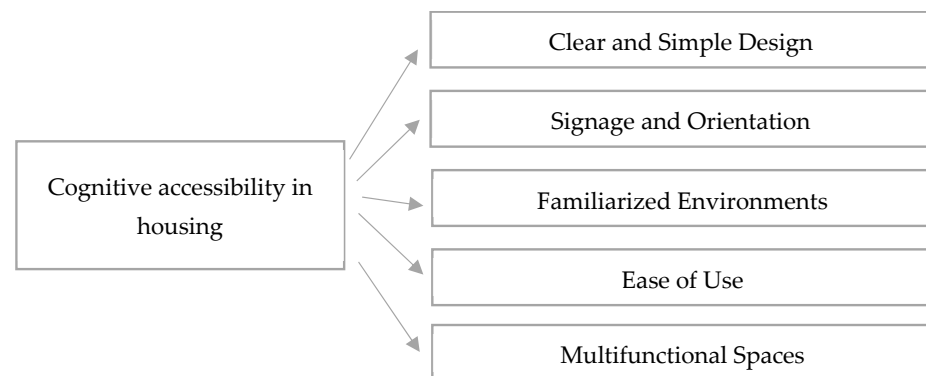 Clear and Simple Design
Signage and Orientation
Cognitive accessibility in
housing
Familiarized Environments
Ease of Use
Multifunctional Spaces